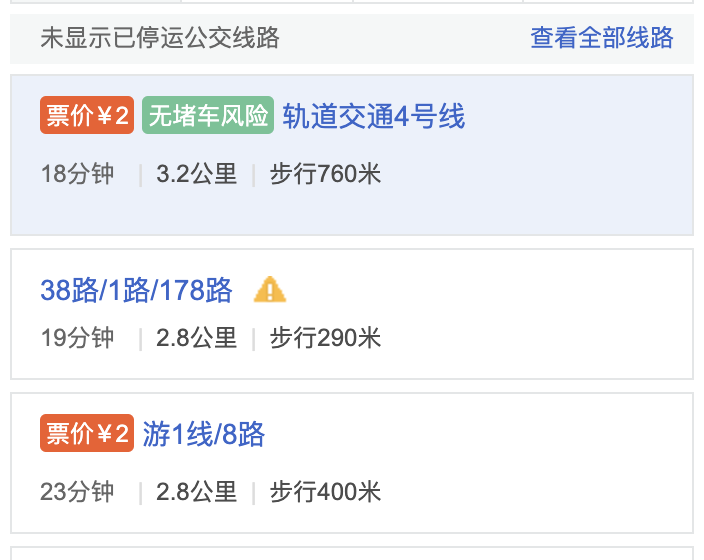 未显示已停运公交线路 查看全部线路
票价¥2 无堵车风险 轨道交通4号线
18分钟 | 3.2公里 | 步行760米
38路/1路/178路
19分钟 | 2.8公里 | 步行290米
票价¥2 游1线/8路
23分钟 | 2.8公里 | 步行400米